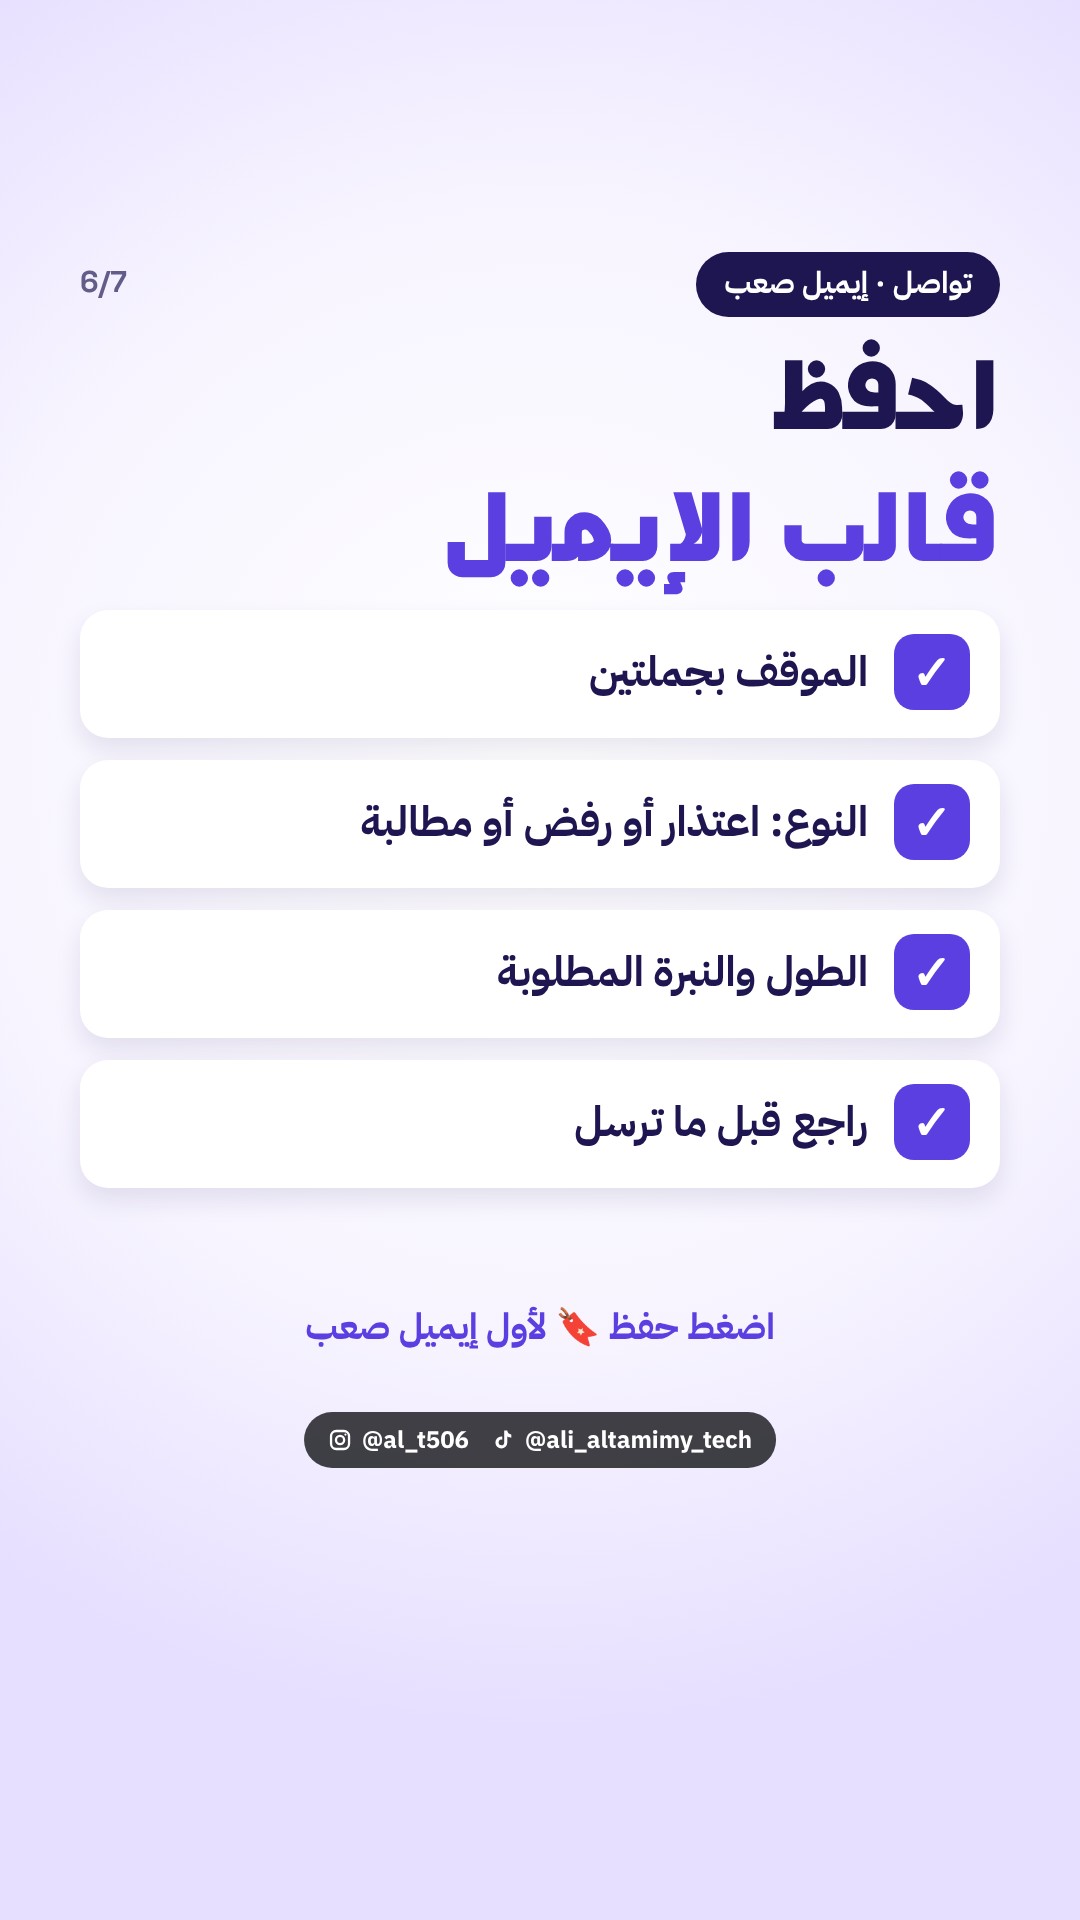 تواصل · إيميل صعب
6/7
احفظ
قالب الإيميل
✓ الموقف بجملتين
✓ النوع: اعتذار أو رفض أو مطالبة
✓ الطول والنبرة المطلوبة
✓ راجع قبل ما ترسل
اضغط حفظ 🔖 لأول إيميل صعب
@al_t506 @ali_altamimy_tech